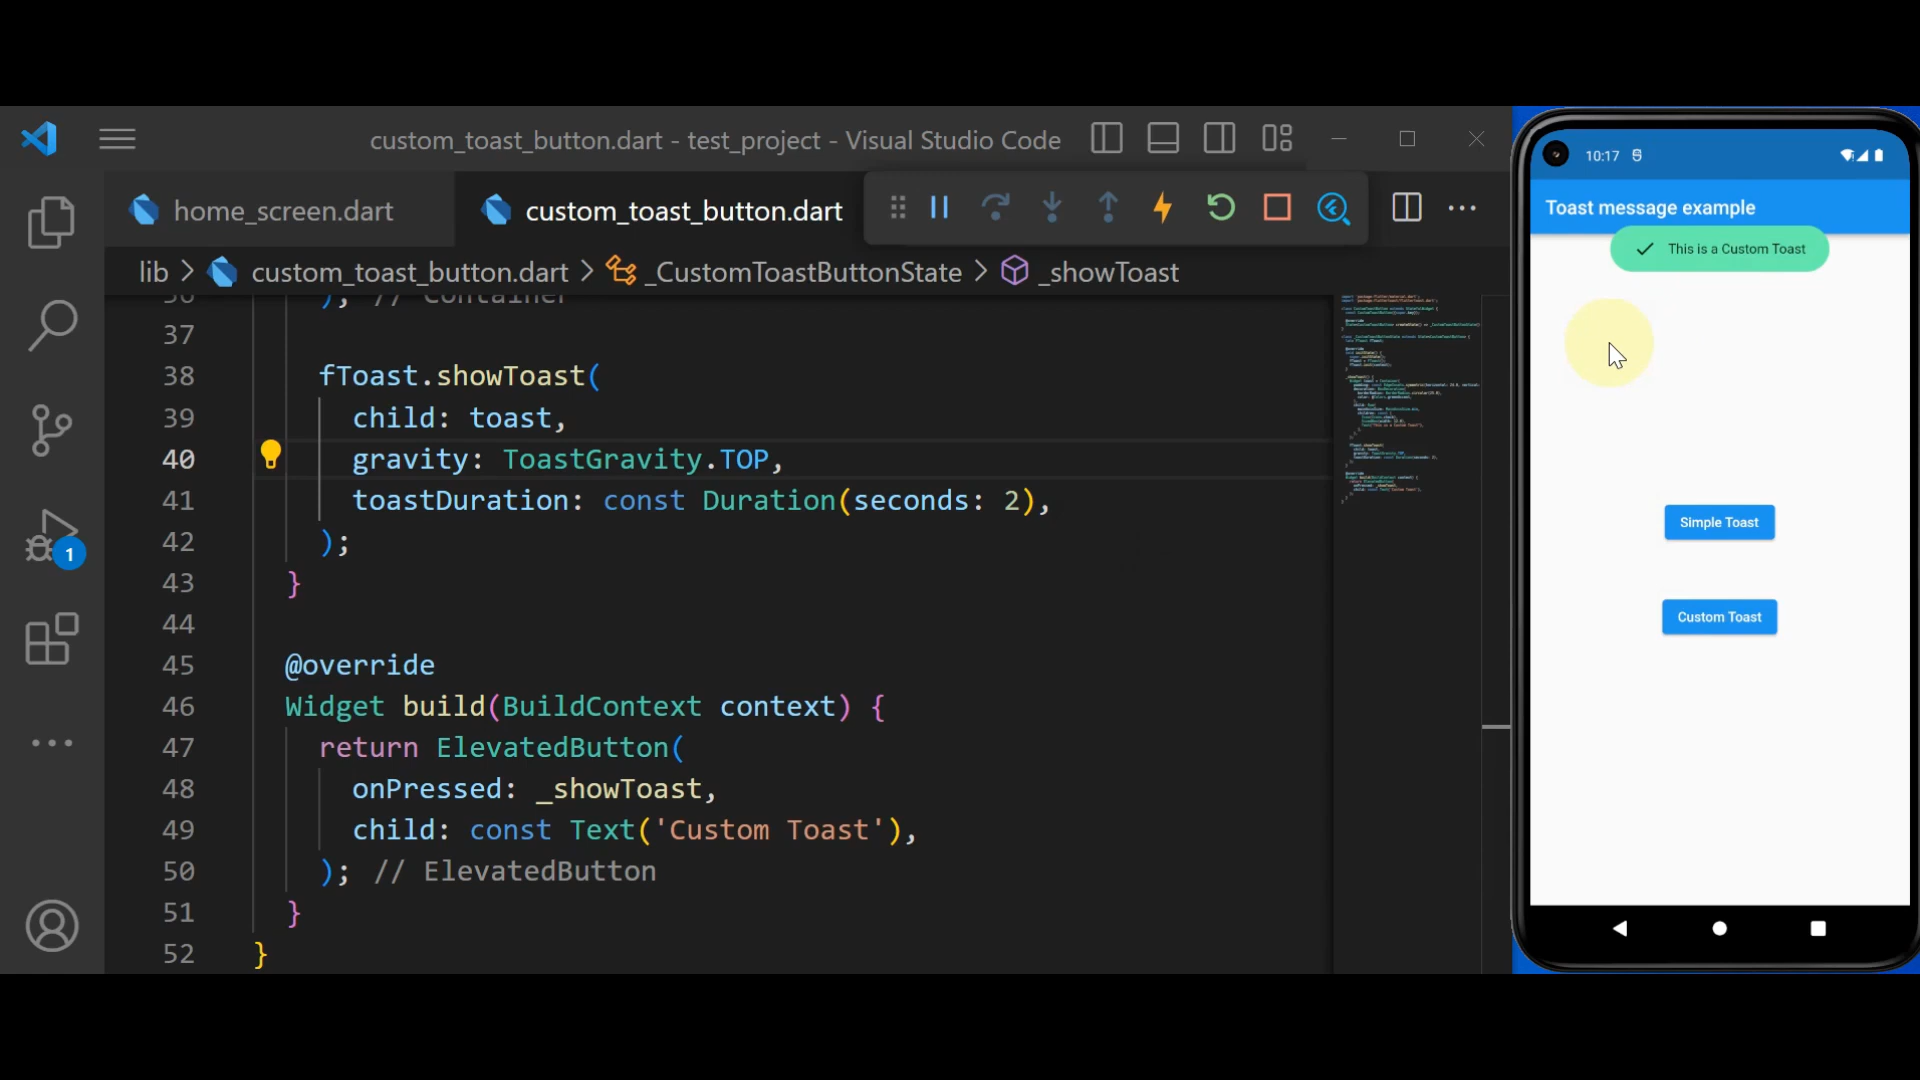 custom_toast_button.dart - test_project - Visual Studio Code
home_screen.dart
custom_toast_button.dart
lib > custom_toast_button.dart > _CustomToastButtonState > _showToast
36 ); // Container
37
38 fToast.showToast(
39 child: toast,
40 gravity: ToastGravity.TOP,
41 toastDuration: const Duration(seconds: 2),
42 );
43 }
44
45 @override
46 Widget build(BuildContext context) {
47 return ElevatedButton(
48 onPressed: _showToast,
49 child: const Text('Custom Toast'),
50 ); // ElevatedButton
51 }
52 }
1
10:17
Toast message example
This is a Custom Toast
Simple Toast
Custom Toast